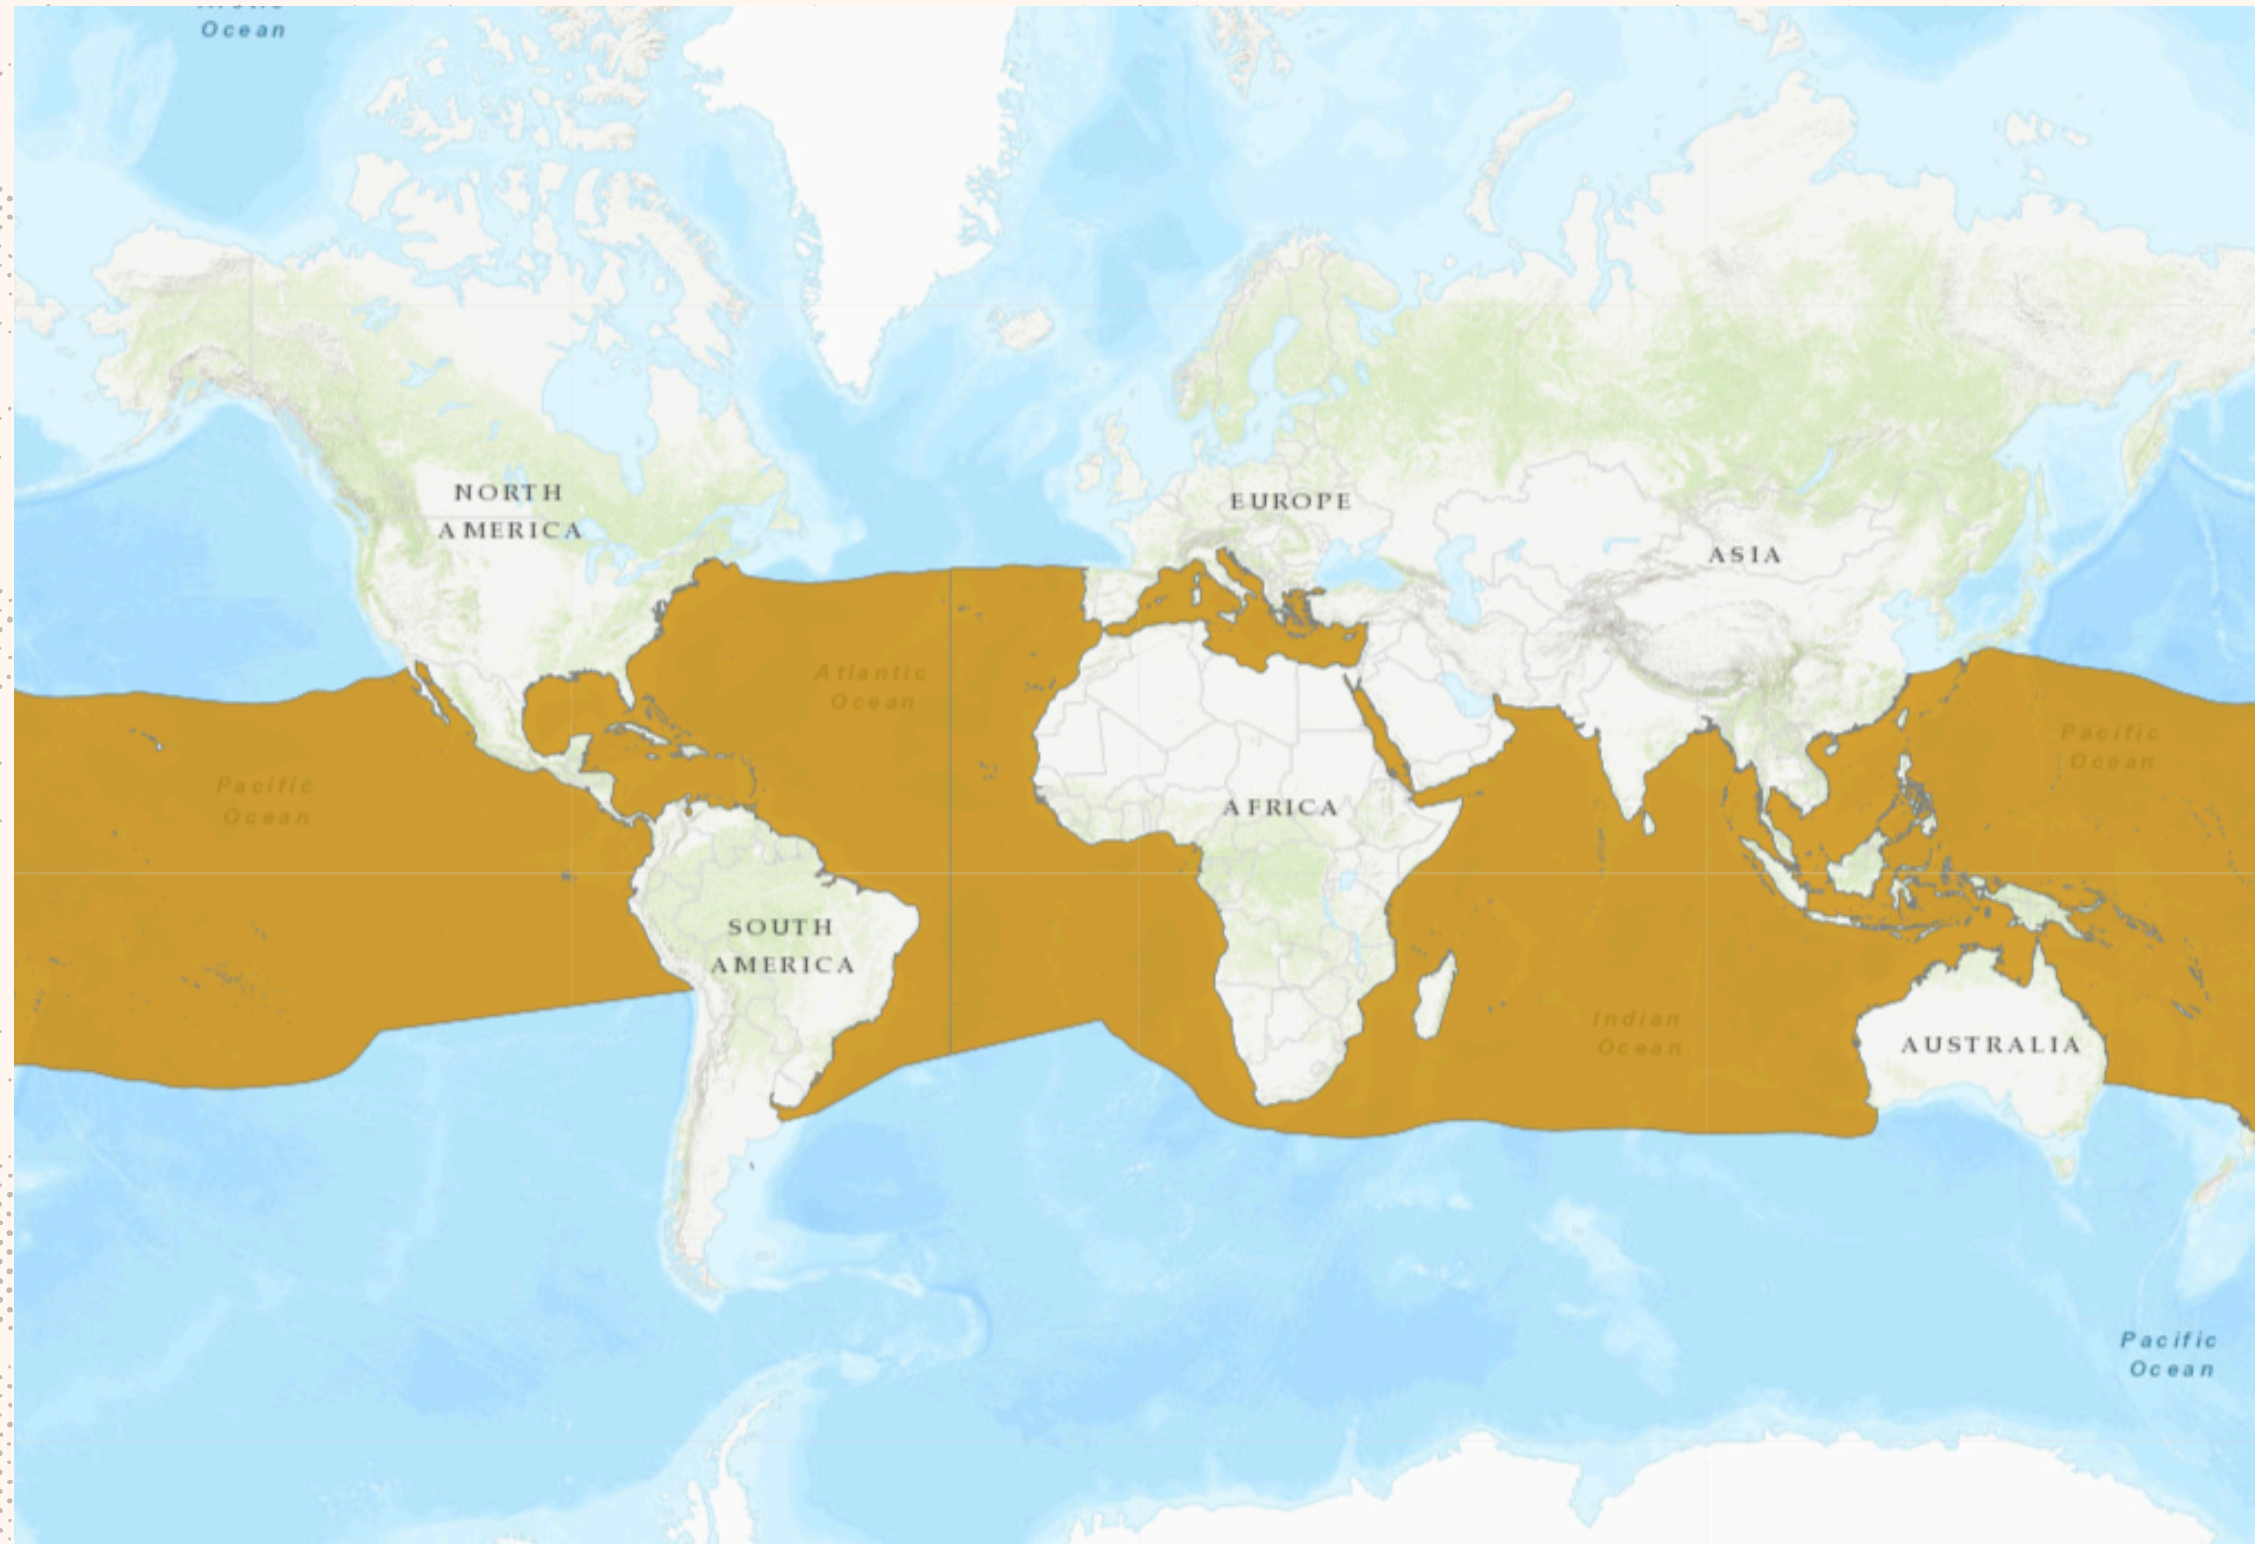 Ocean
NORTH
AMERICA
EUROPE
ASIA
Atlantic
Ocean
Pacific
Ocean
Pacific
Ocean
AFRICA
SOUTH
AMERICA
Indian
Ocean
AUSTRALIA
Pacific
Ocean